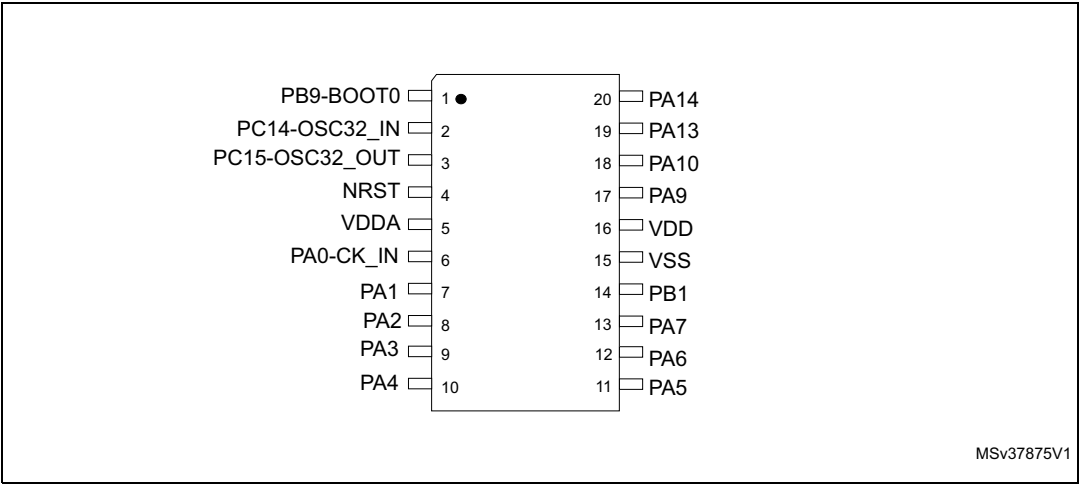 PB9-BOOT0 1 20 PA14
PC14-OSC32_IN 2 19 PA13
PC15-OSC32_OUT 3 18 PA10
NRST 4 17 PA9
VDDA 5 16 VDD
PA0-CK_IN 6 15 VSS
PA1 7 14 PB1
PA2 8 13 PA7
PA3 9 12 PA6
PA4 10 11 PA5
MSv37875V1